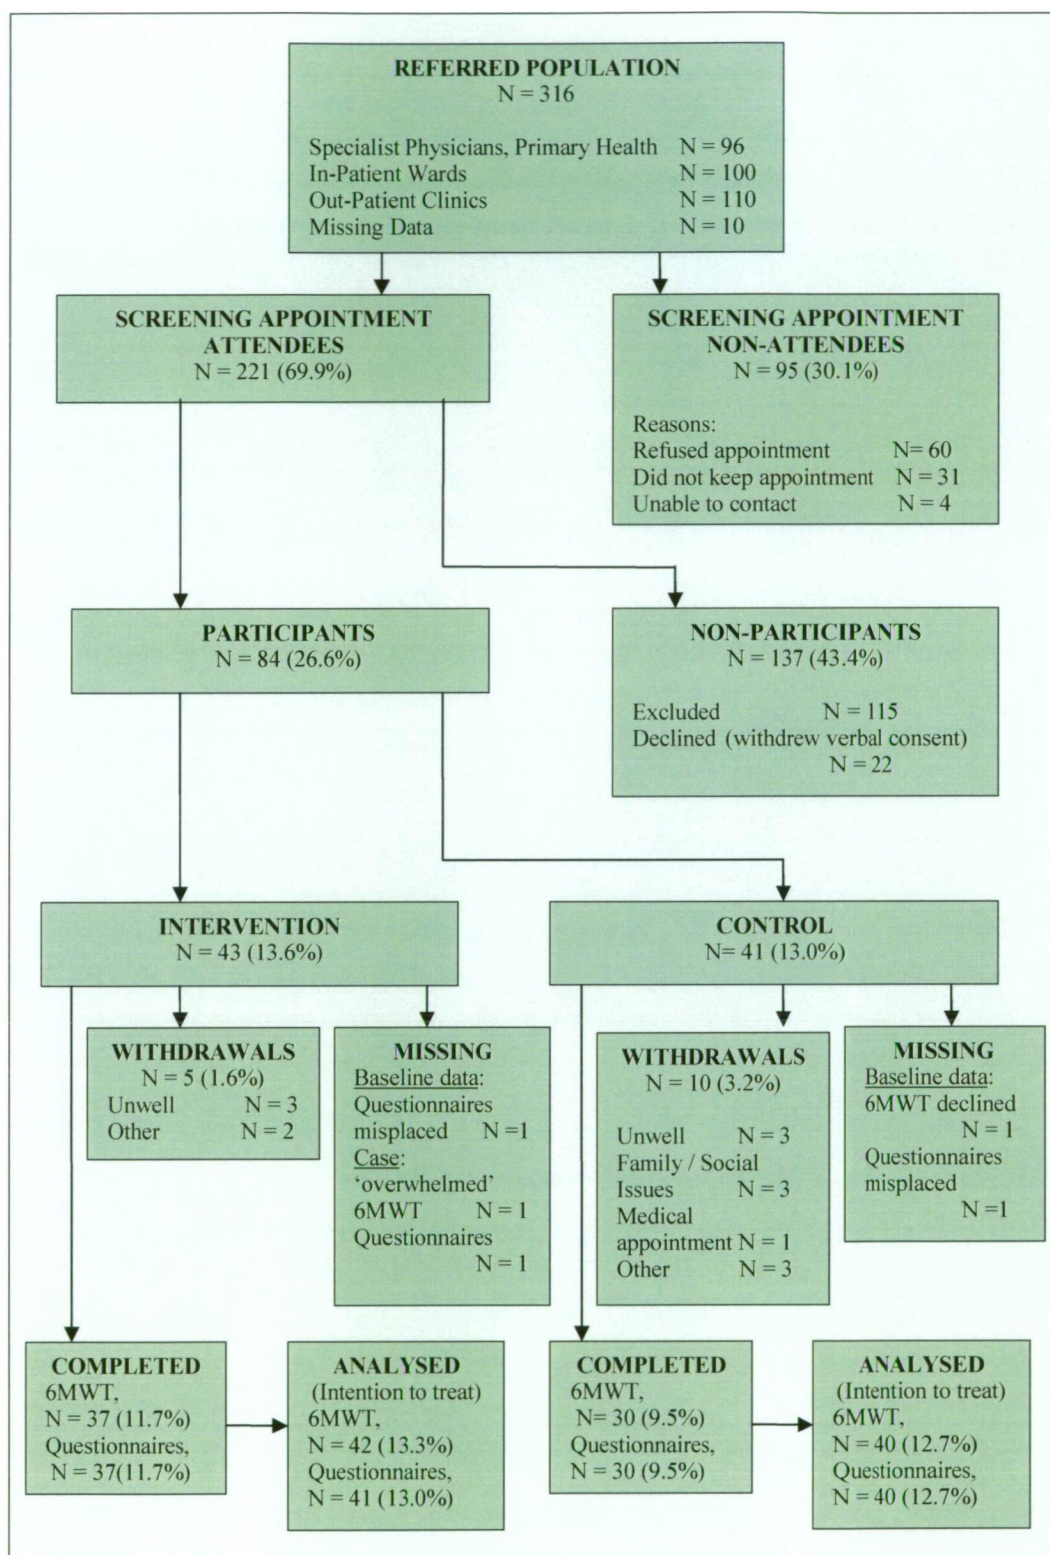 REFERRED POPULATION
N = 316
Specialist Physicians, Primary Health N = 96
In-Patient Wards N = 100
Out-Patient Clinics N = 110
Missing Data N = 10
SCREENING APPOINTMENT
ATTENDEES
N = 221 (69.9%)
SCREENING APPOINTMENT
NON-ATTENDEES
N = 95 (30.1%)
Reasons:
Refused appointment N= 60
Did not keep appointment N = 31
Unable to contact N = 4
PARTICIPANTS
N = 84 (26.6%)
NON-PARTICIPANTS
N = 137 (43.4%)
Excluded N = 115
Declined (withdrew verbal consent)
N = 22
INTERVENTION
N = 43 (13.6%)
CONTROL
N= 41 (13.0%)
WITHDRAWALS
N = 5 (1.6%)
Unwell N = 3
Other N = 2
MISSING
Baseline data:
Questionnaires
misplaced N =1
Case:
‘overwhelmed’
6MWT N = 1
Questionnaires
N = 1
WITHDRAWALS
N = 10 (3.2%)
Unwell N = 3
Family / Social
Issues N = 3
Medical
appointment N = 1
Other N = 3
MISSING
Baseline data:
6MWT declined
N = 1
Questionnaires
misplaced
N =1
COMPLETED
6MWT,
N = 37 (11.7%)
Questionnaires,
N = 37(11.7%)
ANALYSED
(Intention to treat)
6MWT,
N = 42 (13.3%)
Questionnaires,
N = 41 (13.0%)
COMPLETED
6MWT,
N= 30 (9.5%)
Questionnaires,
N = 30 (9.5%)
ANALYSED
(Intention to treat)
6MWT,
N = 40 (12.7%)
Questionnaires,
N = 40 (12.7%)